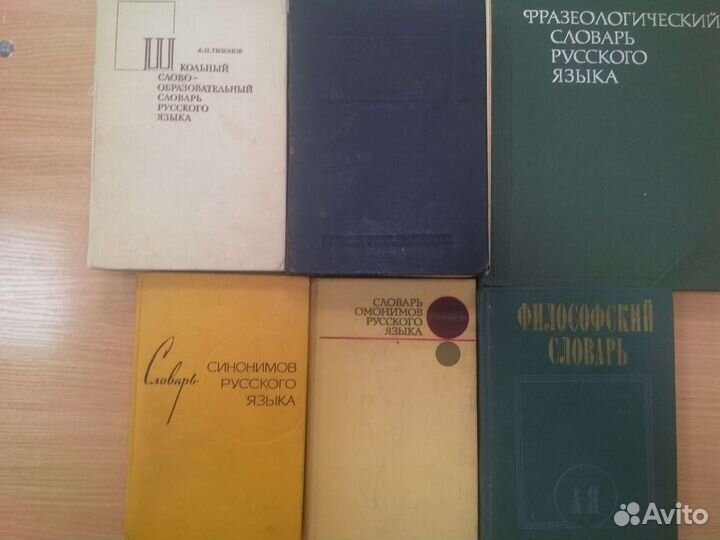 А.Н.ТИХОНОВ
ШКОЛЬНЫЙ
СЛОВО-
ОБРАЗОВАТЕЛЬНЫЙ
СЛОВАРЬ
РУССКОГО
ЯЗЫКА
ФРАЗЕОЛОГИЧЕСКИЙ
СЛОВАРЬ
РУССКОГО
ЯЗЫКА
Словарь
СИНОНИМОВ
РУССКОГО
ЯЗЫКА
СЛОВАРЬ
ОМОНИМОВ
РУССКОГО
ЯЗЫКА
ФИЛОСОФСКИЙ
СЛОВАРЬ
А-Я
Avito